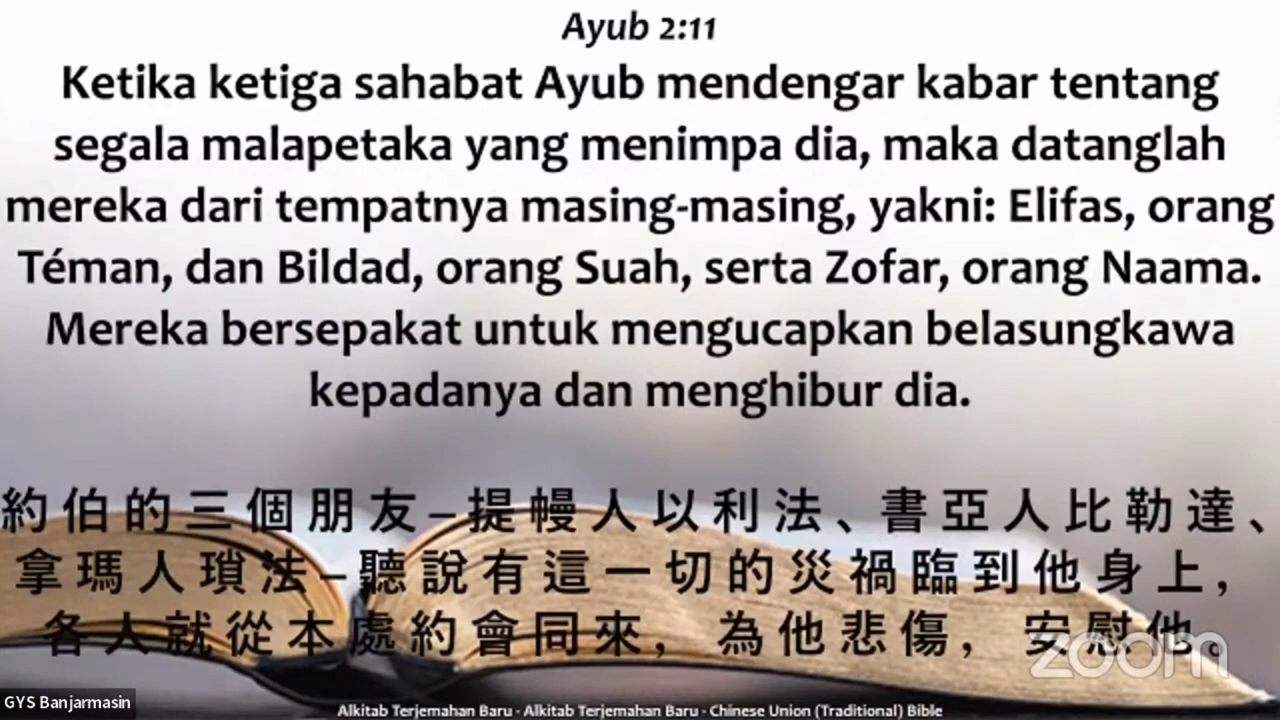 Ayub 2:11
Ketika ketiga sahabat Ayub mendengar kabar tentang
segala malapetaka yang menimpa dia, maka datanglah
mereka dari tempatnya masing-masing, yakni: Elifas, orang
Téman, dan Bildad, orang Suah, serta Zofar, orang Naama.
Mereka bersepakat untuk mengucapkan belasungkawa
kepadanya dan menghibur dia.
約伯的三個朋友—提幔人以利法、書亞人比勒達、
拿瑪人瑣法—聽說有這一切的災禍臨到他身上，
各人就從本處約會同來，為他悲傷，安慰他。
zoom
GYS Banjarmasin
Alkitab Terjemahan Baru - Alkitab Terjemahan Baru - Chinese Union (Traditional) Bible